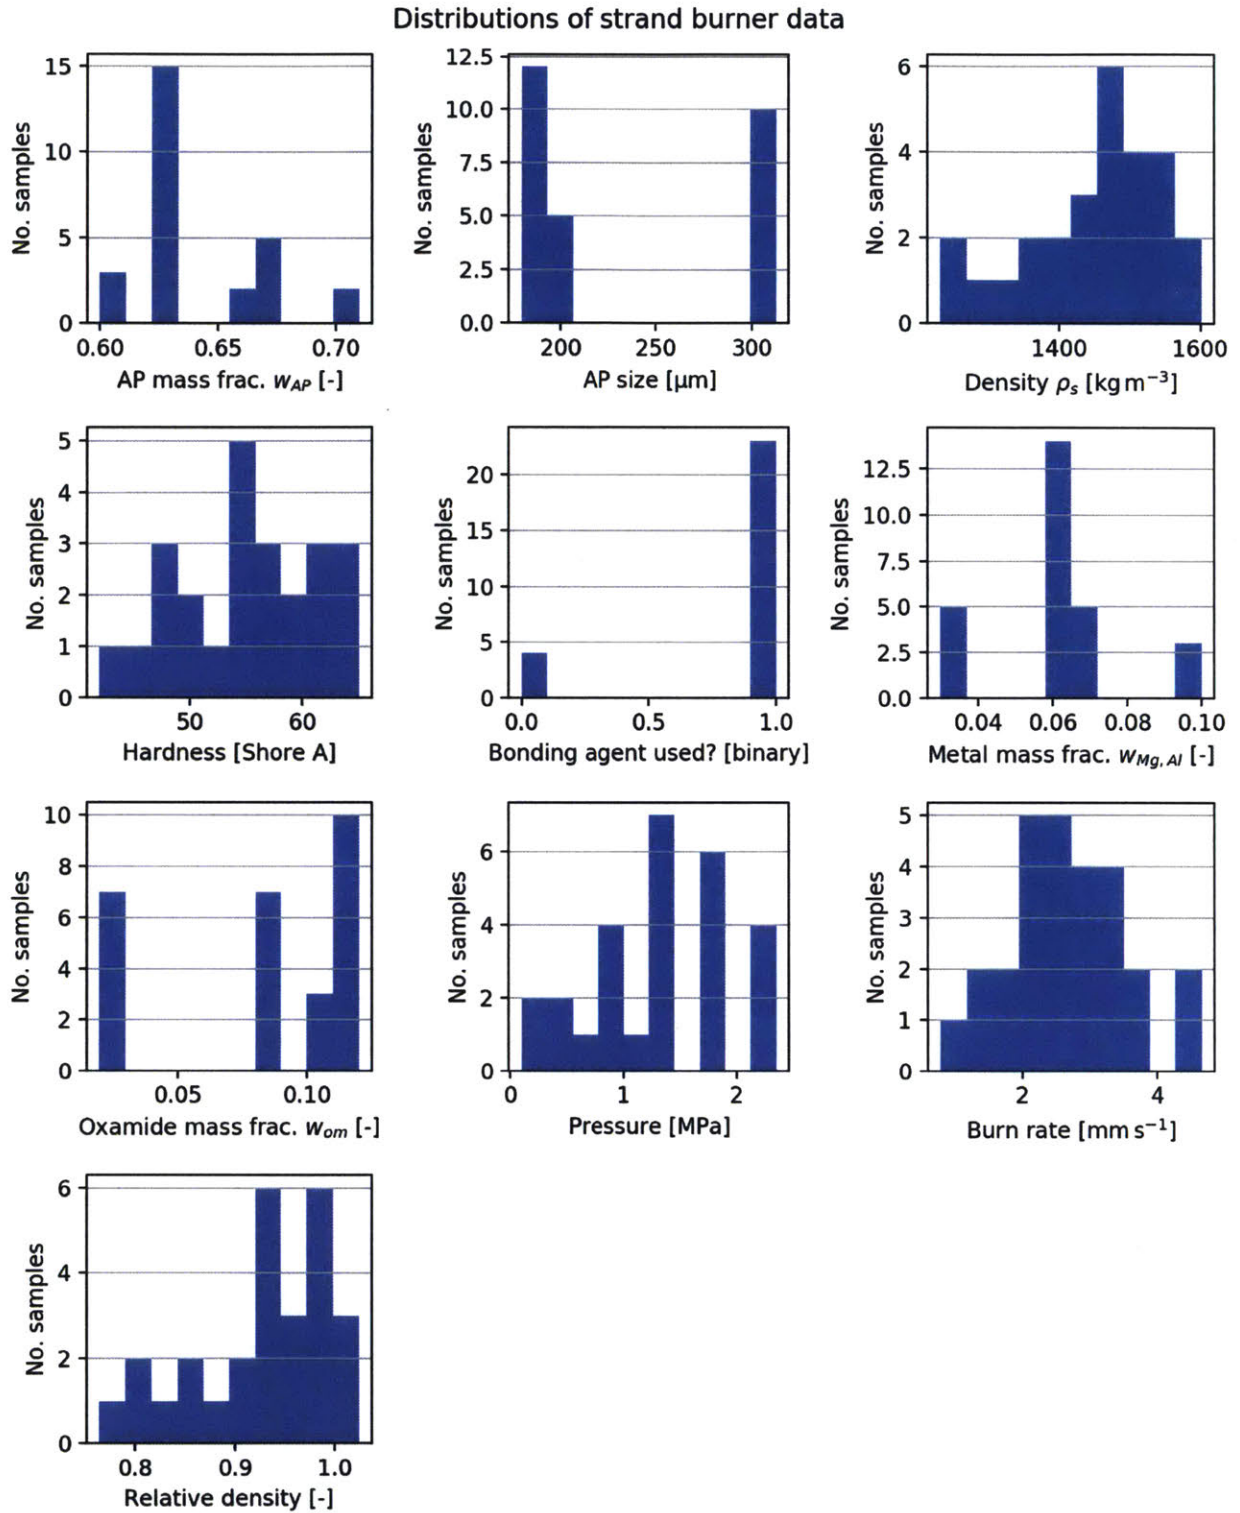 Distributions of strand burner data
15
10
5
0
No. samples
0.60 0.65 0.70
AP mass frac. w_AP [-]
12.5
10.0
7.5
5.0
2.5
0.0
No. samples
200 250 300
AP size [µm]
6
4
2
0
No. samples
1400 1600
Density ρ_s [kg m⁻³]
5
4
3
2
1
0
No. samples
50 60
Hardness [Shore A]
20
15
10
5
0
No. samples
0.0 0.5 1.0
Bonding agent used? [binary]
12.5
10.0
7.5
5.0
2.5
0.0
No. samples
0.04 0.06 0.08 0.10
Metal mass frac. w_Mg, Al [-]
10
8
6
4
2
0
No. samples
0.05 0.10
Oxamide mass frac. w_om [-]
6
4
2
0
No. samples
0 1 2
Pressure [MPa]
5
4
3
2
1
0
No. samples
2 4
Burn rate [mm s⁻¹]
6
4
2
0
No. samples
0.8 0.9 1.0
Relative density [-]